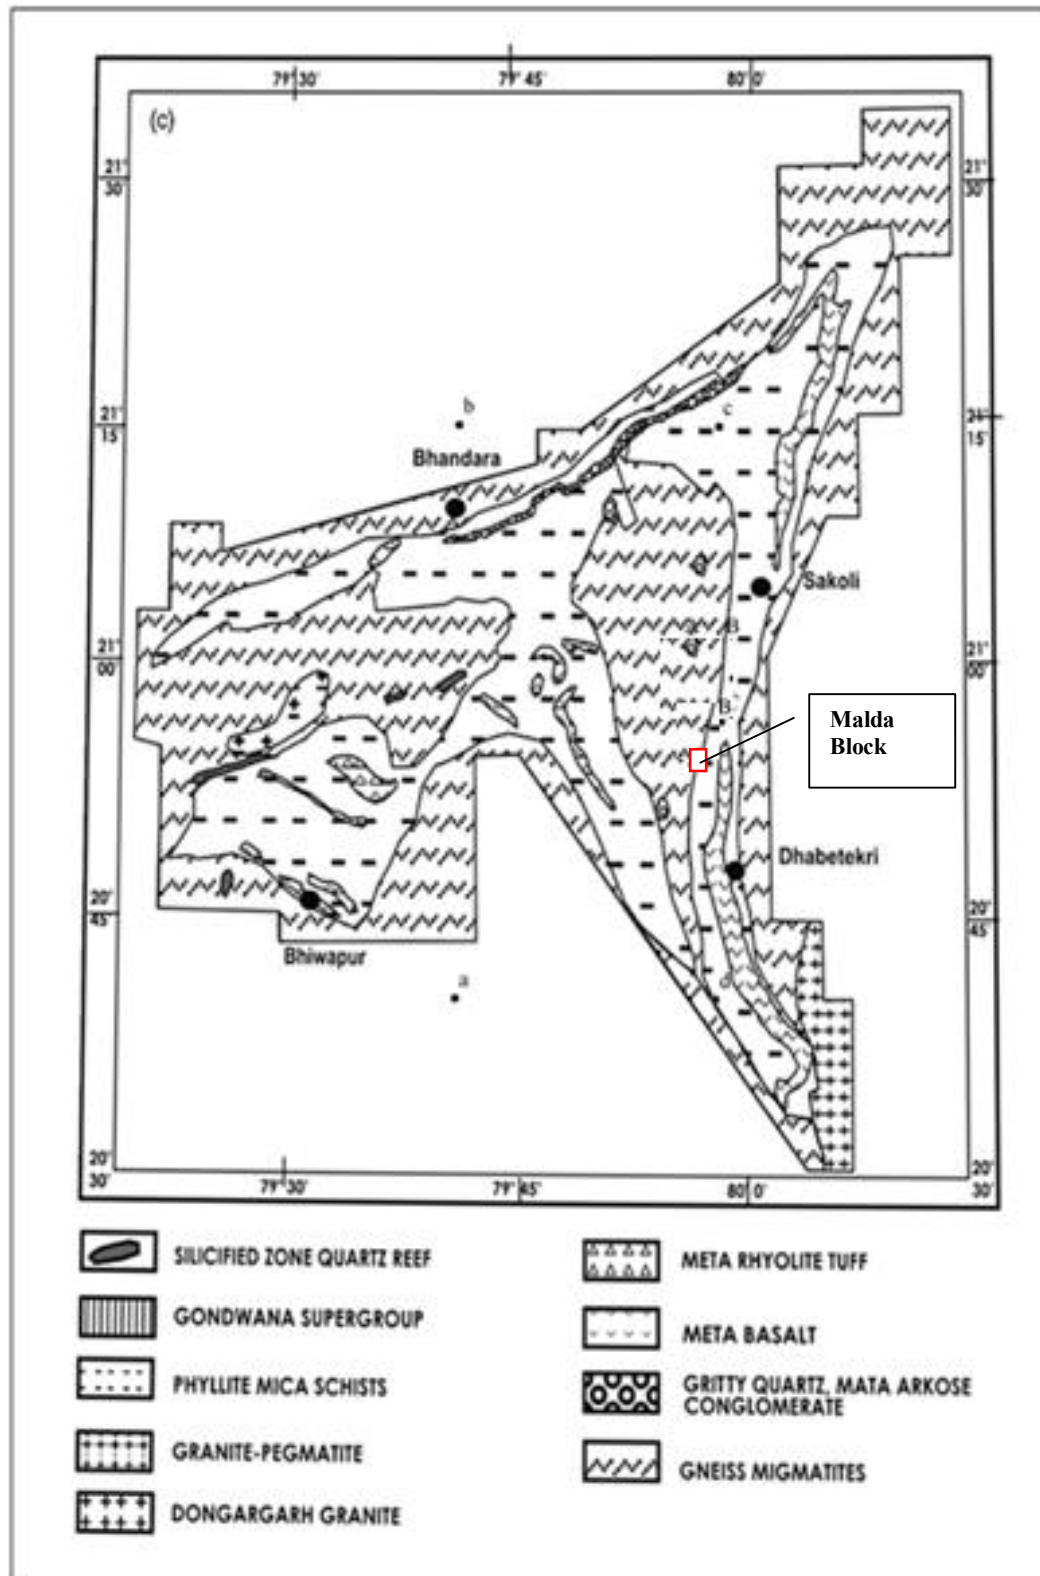 79° 30' 79° 45' 80° 0'
(c)
21° 30' 21° 30'
b
21° 15' 21° 15'
c
Bhandara
Sakoli
B
21° 00' 21° 00'
B'
Malda
Block
Dhabetekri
20° 45' 20° 45'
Bhiwapur
a
d
20° 30' 20° 30'
79° 30' 79° 45' 80° 0'
SILICIFIED ZONE QUARTZ REEF
GONDWANA SUPERGROUP
PHYLLITE MICA SCHISTS
GRANITE-PEGMATITE
DONGARGARH GRANITE
META RHYOLITE TUFF
META BASALT
GRITTY QUARTZ, MATA ARKOSE
CONGLOMERATE
GNEISS MIGMATITES